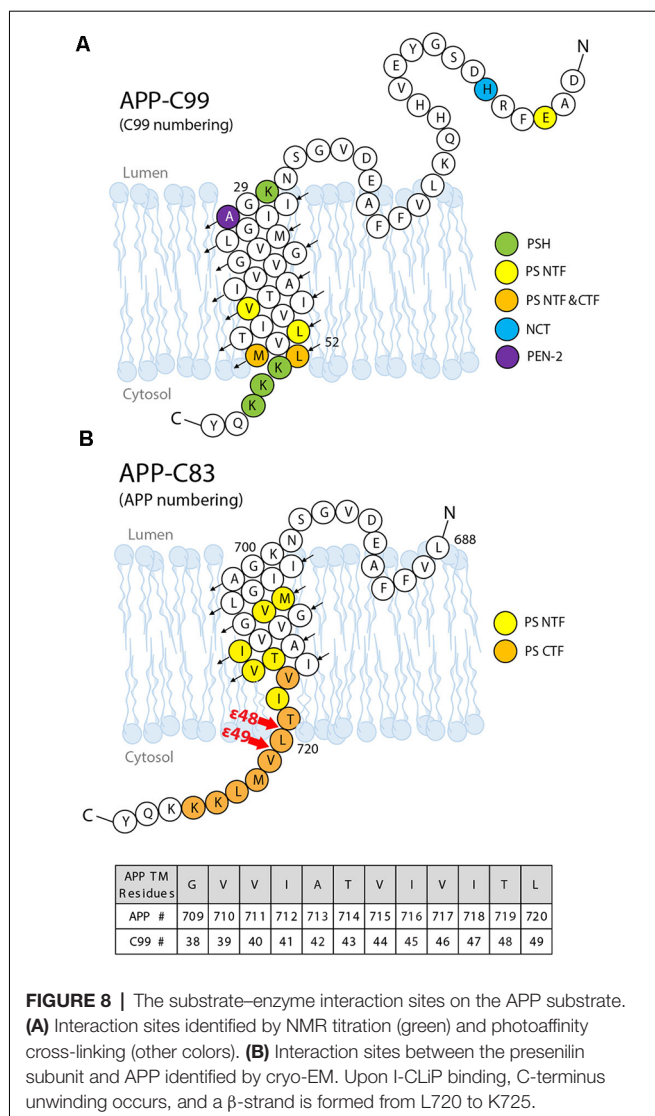 A
APP-C99
(C99 numbering)
N
D
A
E
F
R
H
D
S
G
Y
E
V
H
H
Q
K
L
V
F
F
A
E
D
V
G
S
N
K
29
G
A
I
I
G
L
M
V
G
G
V
V
I
A
T
V
I
V
I
T
L
52
V
M
L
K
K
K
Q
Y
C
Lumen
Cytosol
PSH
PS NTF
PS NTF &CTF
NCT
PEN-2
B
APP-C83
(APP numbering)
N
688
L
V
F
F
A
E
D
V
G
S
N
K
700
G
A
I
I
G
L
M
V
G
G
V
V
I
A
T
V
I
V
I
T
ε48
L
720
ε49
V
M
L
K
K
K
Q
Y
C
Lumen
Cytosol
PS NTF
PS CTF
APP TM Residues G V V I A T V I V I T L
APP # 709 710 711 712 713 714 715 716 717 718 719 720
C99 # 38 39 40 41 42 43 44 45 46 47 48 49
FIGURE 8 | The substrate–enzyme interaction sites on the APP substrate.
(A) Interaction sites identified by NMR titration (green) and photoaffinity
cross-linking (other colors). (B) Interaction sites between the presenilin
subunit and APP identified by cryo-EM. Upon I-CLiP binding, C-terminus
unwinding occurs, and a β-strand is formed from L720 to K725.